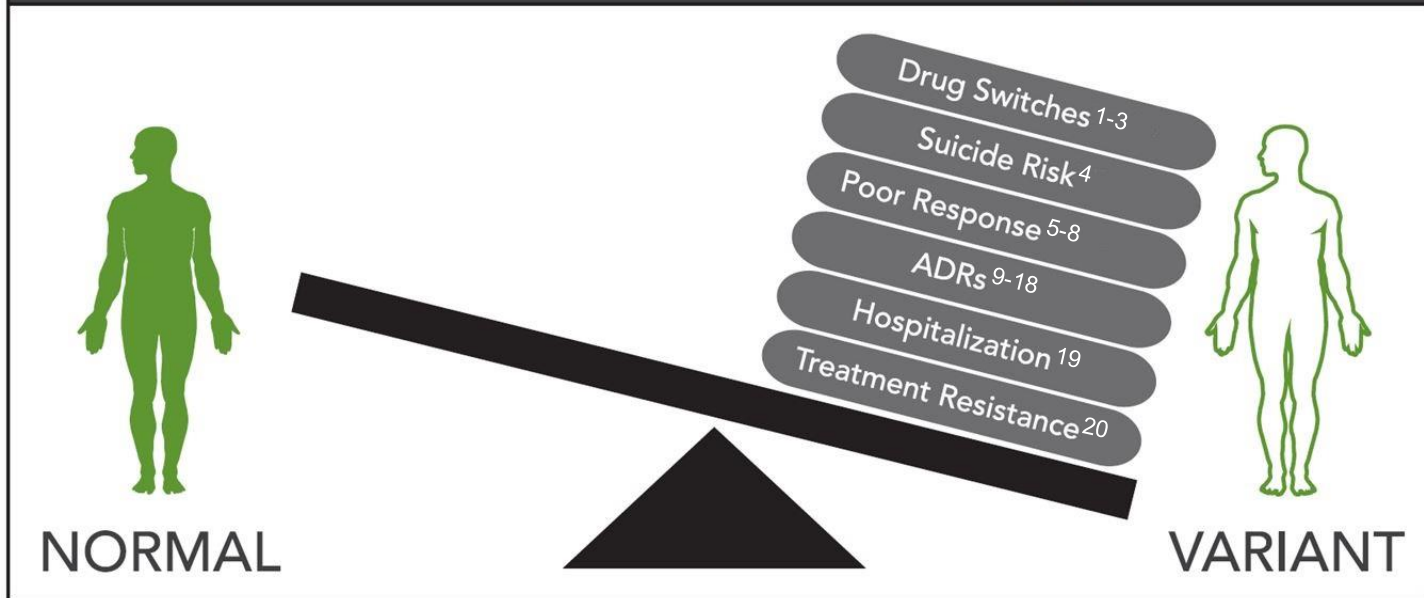 Drug Switches 1-3
Suicide Risk 4
Poor Response 5-8
ADRs 9-18
Hospitalization 19
Treatment Resistance 20
NORMAL
VARIANT